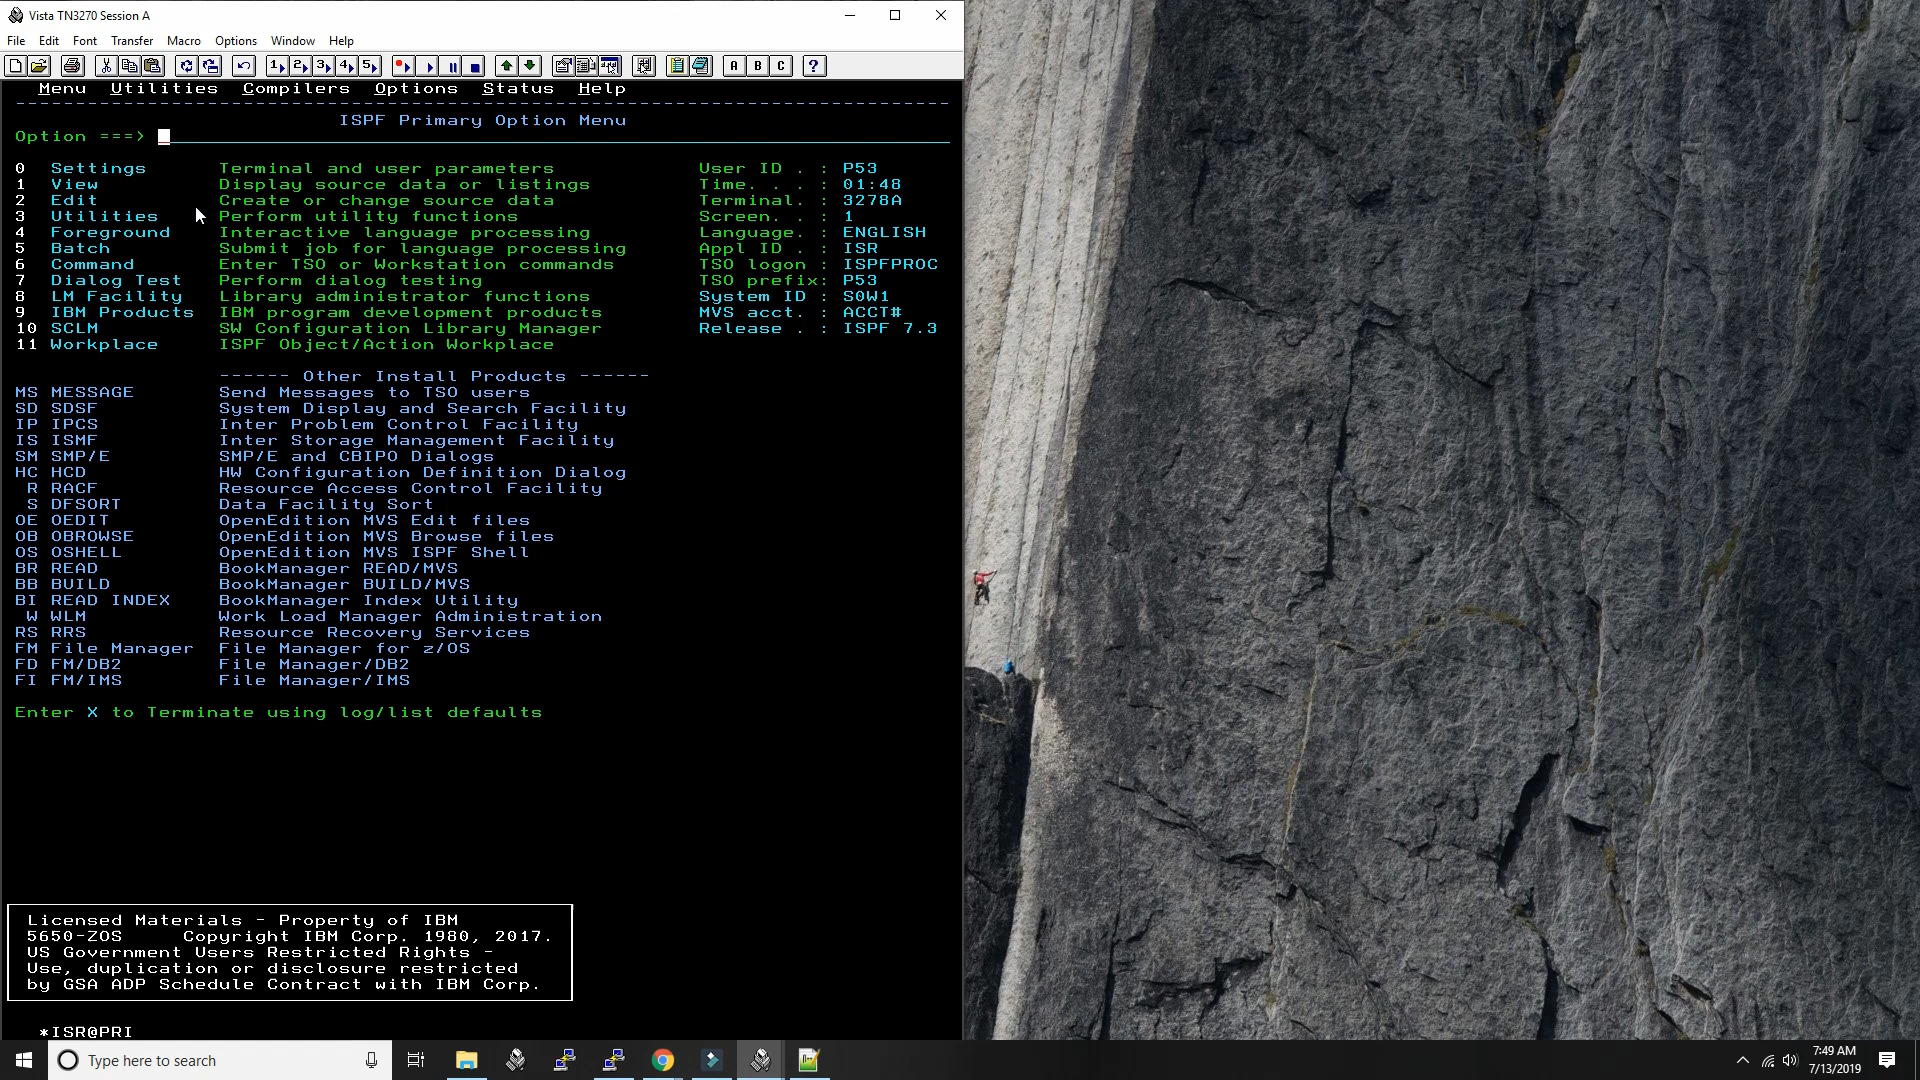 Vista TN3270 Session A
File Edit Font Transfer Macro Options Window Help
1 2 3 4 5 A B C ?
Menu Utilities Compilers Options Status Help
ISPF Primary Option Menu
Option ===>
0 Settings Terminal and user parameters User ID . : P53
1 View Display source data or listings Time. . . : 01:48
2 Edit Create or change source data Terminal. : 3278A
3 Utilities Perform utility functions Screen. . : 1
4 Foreground Interactive language processing Language. : ENGLISH
5 Batch Submit job for language processing Appl ID . : ISR
6 Command Enter TSO or Workstation commands TSO logon : ISPFPROC
7 Dialog Test Perform dialog testing TSO prefix: P53
8 LM Facility Library administrator functions System ID : S0W1
9 IBM Products IBM program development products MVS acct. : ACCT#
10 SCLM SW Configuration Library Manager Release . : ISPF 7.3
11 Workplace ISPF Object/Action Workplace
------ Other Install Products ------
MS MESSAGE Send Messages to TSO users
SD SDSF System Display and Search Facility
IP IPCS Inter Problem Control Facility
IS ISMF Inter Storage Management Facility
SM SMP/E SMP/E and CBIPO Dialogs
HC HCD HW Configuration Definition Dialog
R RACF Resource Access Control Facility
S DFSORT Data Facility Sort
OE OEDIT OpenEdition MVS Edit files
OB OBROWSE OpenEdition MVS Browse files
OS OSHELL OpenEdition MVS ISPF Shell
BR READ BookManager READ/MVS
BB BUILD BookManager BUILD/MVS
BI READ INDEX BookManager Index Utility
W WLM Work Load Manager Administration
RS RRS Resource Recovery Services
FM File Manager File Manager for z/OS
FD FM/DB2 File Manager/DB2
FI FM/IMS File Manager/IMS
Enter X to Terminate using log/list defaults
Licensed Materials - Property of IBM
5650-ZOS Copyright IBM Corp. 1980, 2017.
US Government Users Restricted Rights -
Use, duplication or disclosure restricted
by GSA ADP Schedule Contract with IBM Corp.
*ISR@PRI
Type here to search
7:49 AM
7/13/2019